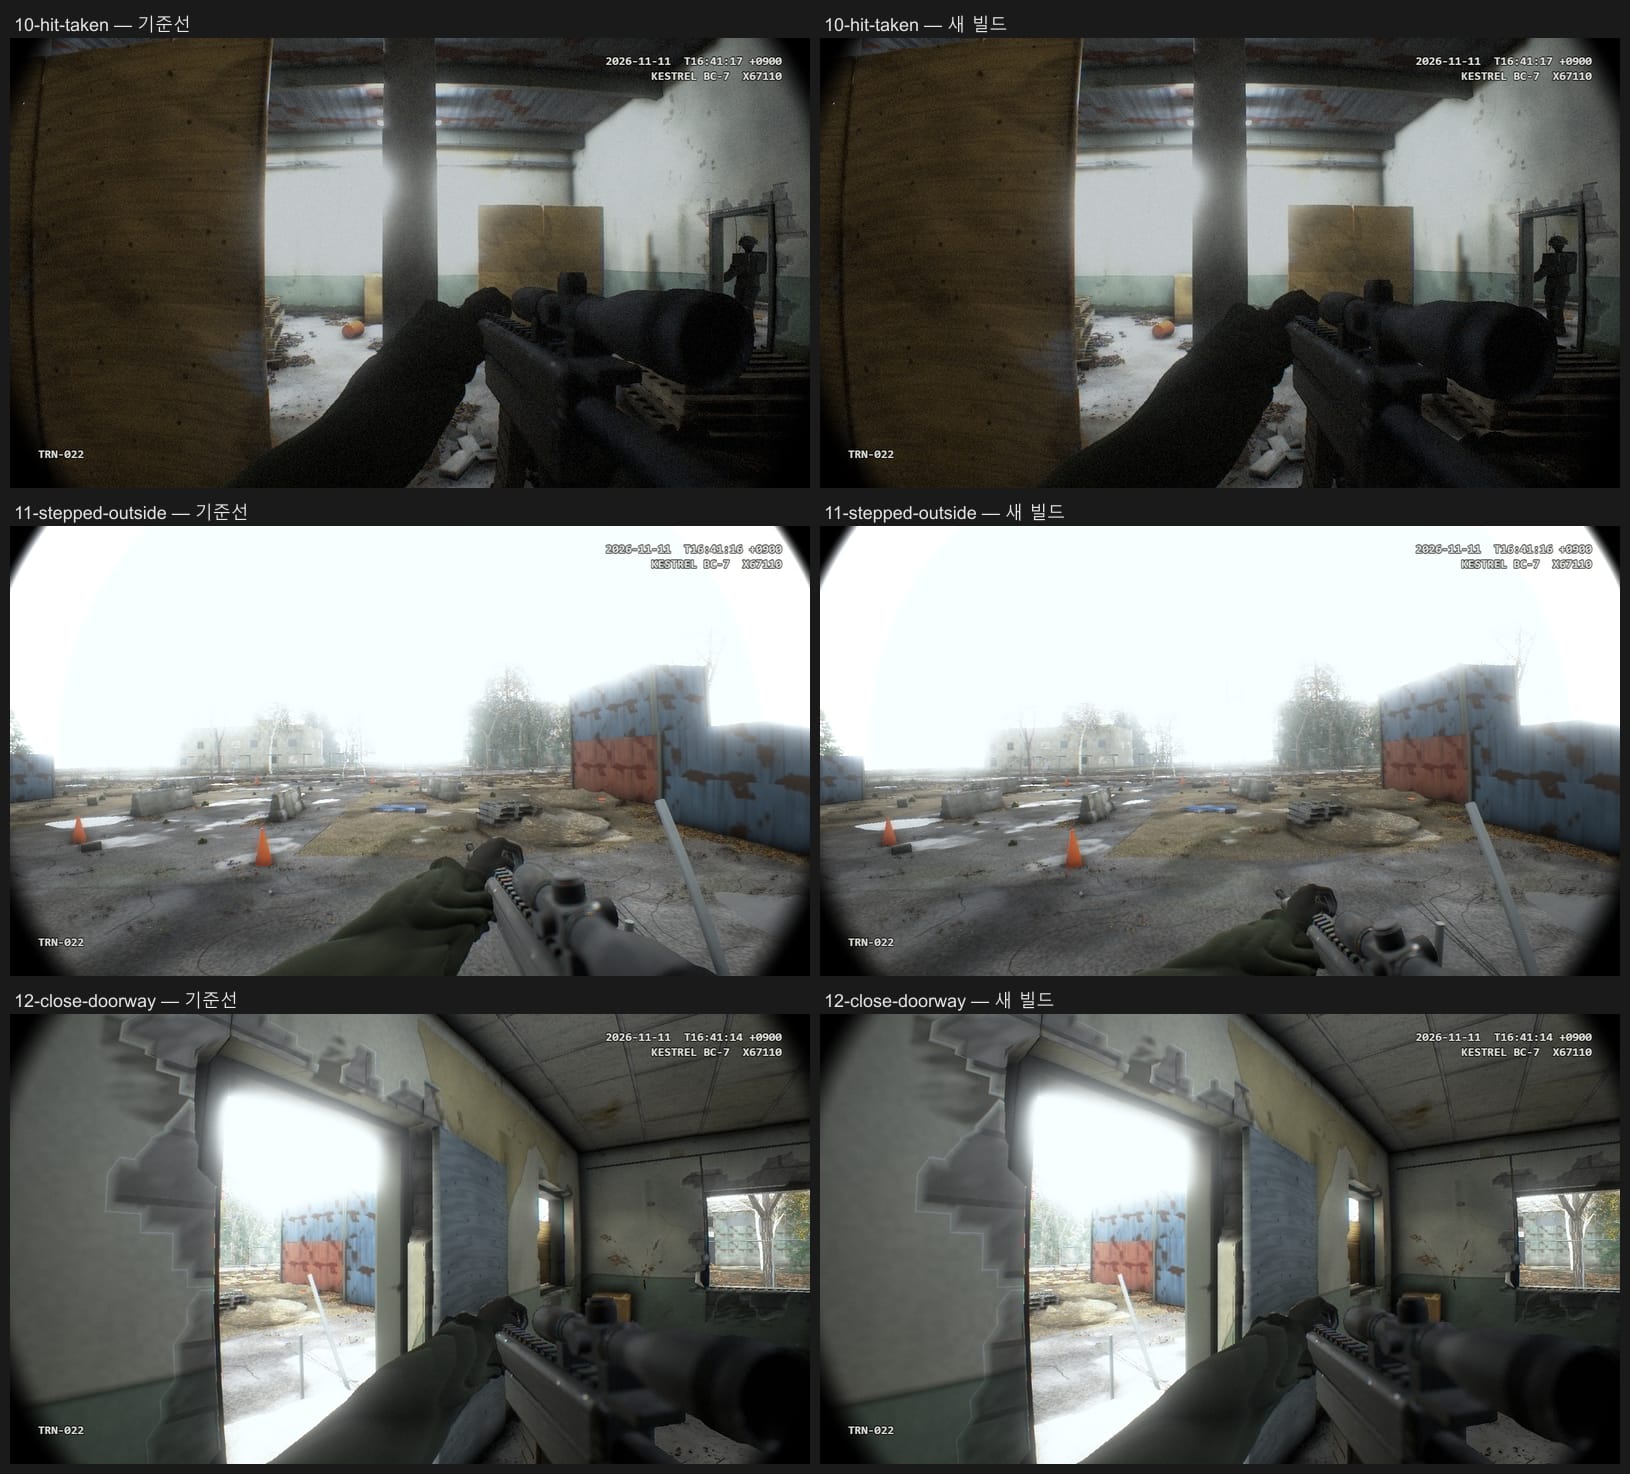 10-hit-taken — 기준선
10-hit-taken — 새 빌드
2026-11-11 T16:41:17 +0900
KESTREL BC-7 X67110
TRN-022
2026-11-11 T16:41:17 +0900
KESTREL BC-7 X67110
TRN-022
11-stepped-outside — 기준선
11-stepped-outside — 새 빌드
2026-11-11 T16:41:16 +0900
KESTREL BC-7 X67110
TRN-022
2026-11-11 T16:41:16 +0900
KESTREL BC-7 X67110
TRN-022
12-close-doorway — 기준선
12-close-doorway — 새 빌드
2026-11-11 T16:41:14 +0900
KESTREL BC-7 X67110
TRN-022
2026-11-11 T16:41:14 +0900
KESTREL BC-7 X67110
TRN-022